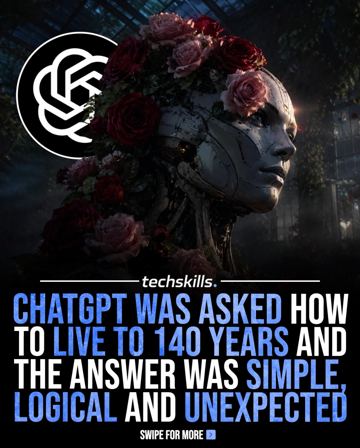 techskills.
CHATGPT WAS ASKED HOW
TO LIVE TO 140 YEARS AND
THE ANSWER WAS SIMPLE,
LOGICAL AND UNEXPECTED
SWIPE FOR MORE